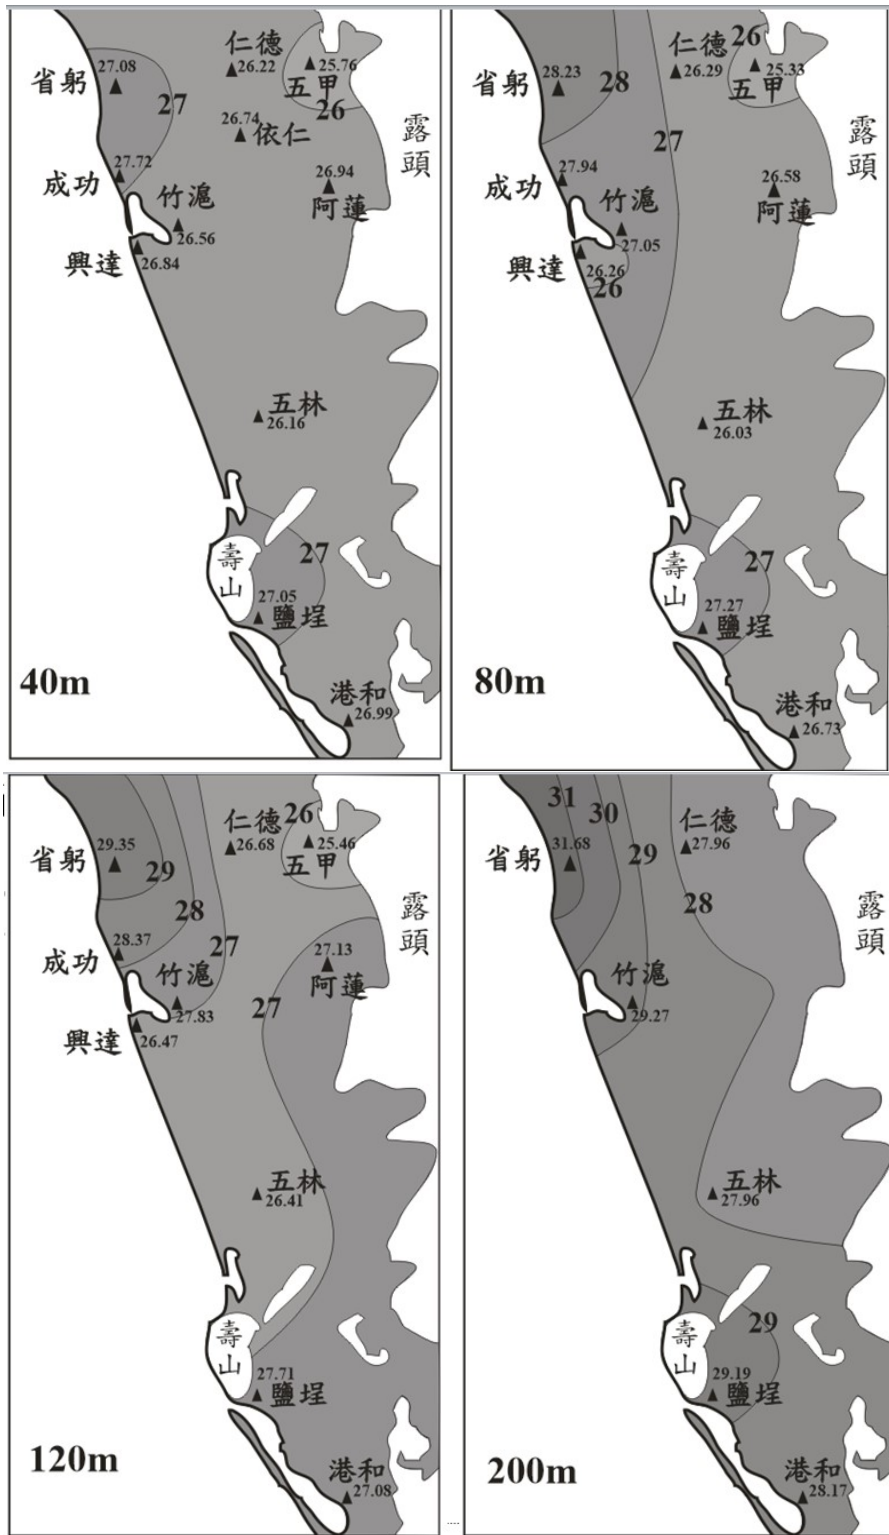 仁德
26.22
25.76
五甲
26
省躬
27.08
27
26.74
依仁
露頭
成功
27.72
26.94
阿蓮
竹滬
26.56
興達
26.84
五林
26.16
27
壽山
27.05
鹽埕
40m
港和
26.99
仁德
26.29
26
25.33
五甲
省躬
28.23
28
27
露頭
成功
27.94
26.58
阿蓮
竹滬
27.05
興達
26.26
26
五林
26.03
27
壽山
27.27
鹽埕
80m
港和
26.73
仁德
26.68
26
25.46
五甲
省躬
29.35
29
28
27
露頭
成功
28.37
27.13
阿蓮
竹滬
27.83
27
興達
26.47
五林
26.41
壽山
27.71
鹽埕
120m
港和
27.08
31
30
仁德
27.96
省躬
31.68
29
28
露頭
竹滬
29.27
五林
27.96
29
壽山
29.19
鹽埕
200m
港和
28.17